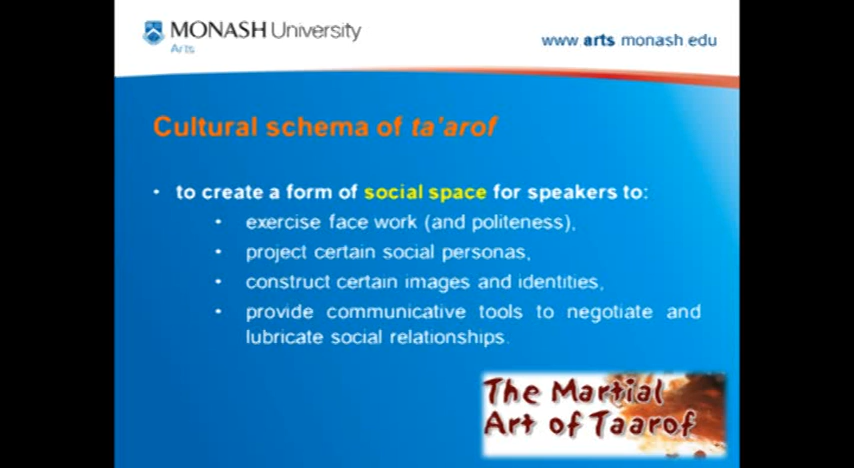 MONASH University
Arts
www arts monash edu
Cultural schema of ta'arof
• to create a form of social space for speakers to:
• exercise face work (and politeness),
• project certain social personas,
• construct certain images and identities,
• provide communicative tools to negotiate and
lubricate social relationships.
The Martial
Art of Taarof